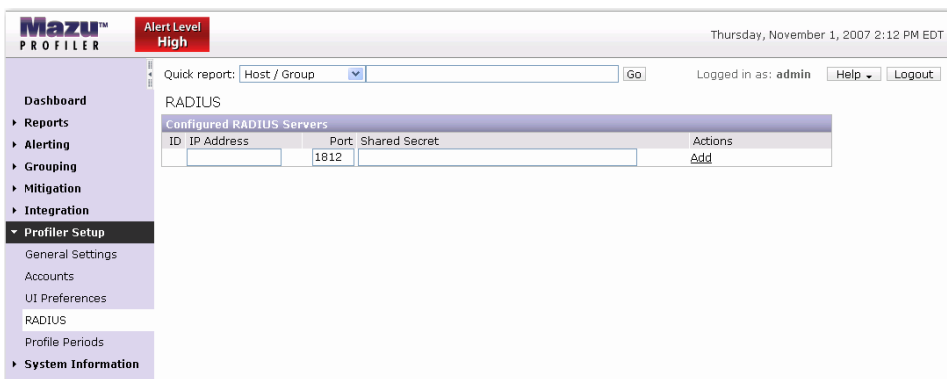 Mazu™
PROFILER
Alert Level
High
Thursday, November 1, 2007 2:12 PM EDT
Quick report: Host / Group Go Logged in as: admin Help Logout
Dashboard
Reports
Alerting
Grouping
Mitigation
Integration
Profiler Setup
General Settings
Accounts
UI Preferences
RADIUS
Profile Periods
System Information
RADIUS
Configured RADIUS Servers
ID IP Address Port Shared Secret Actions
1812 Add